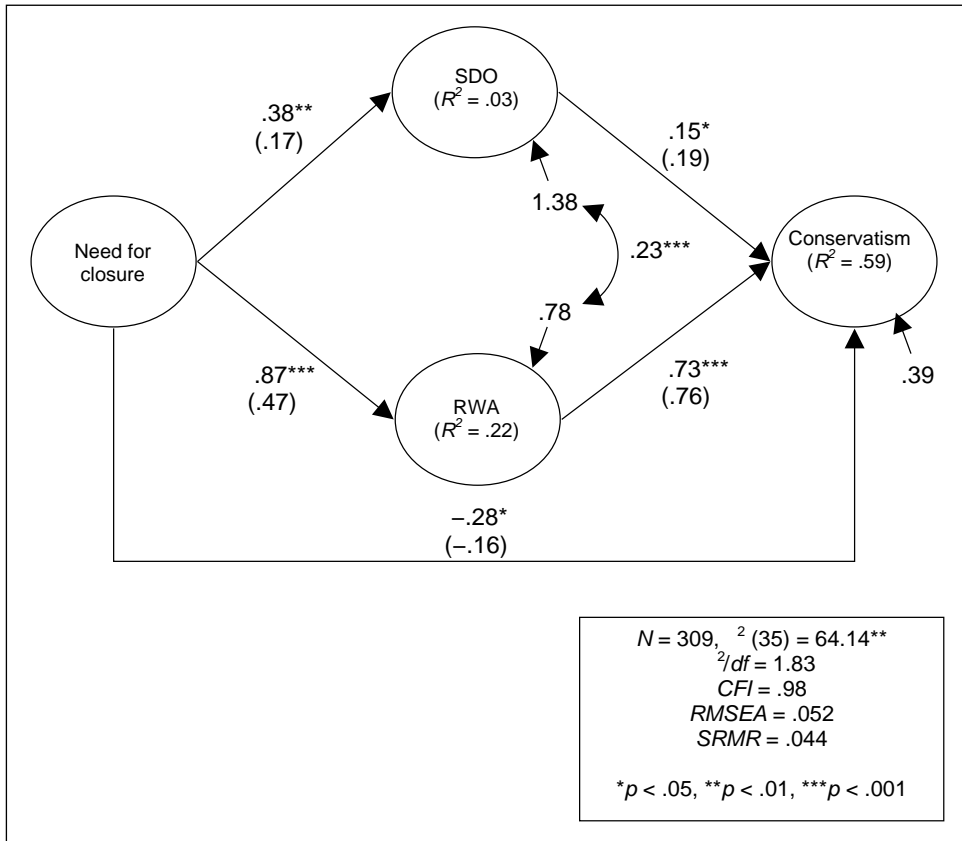 SDO
(R² = .03)
.38**
(.17)
.15*
(.19)
1.38
Need for
closure
.23***
Conservatism
(R² = .59)
.78
.87***
(.47)
RWA
(R² = .22)
.73***
(.76)
.39
–.28*
(–.16)
N = 309, ² (35) = 64.14**
²/df = 1.83
CFI = .98
RMSEA = .052
SRMR = .044
*p < .05, **p < .01, ***p < .001